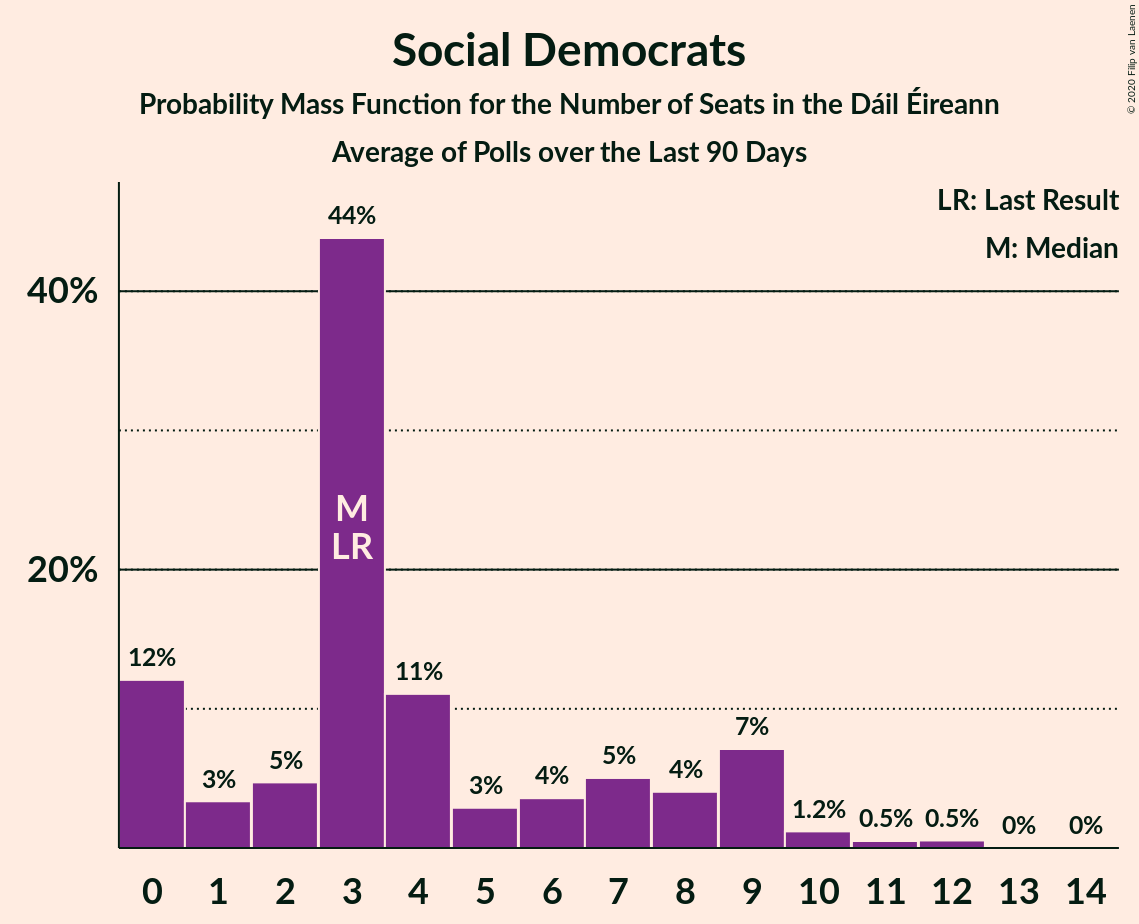 © 2020 Filip van Laenen
Social Democrats
Probability Mass Function for the Number of Seats in the Dáil Éireann
Average of Polls over the Last 90 Days
LR: Last Result
M: Median
44%
40%
M
LR
20%
12%
3%
5%
11%
3%
4%
5%
4%
7%
1.2%
0.5%
0.5%
0%
0%
0 1 2 3 4 5 6 7 8 9 10 11 12 13 14